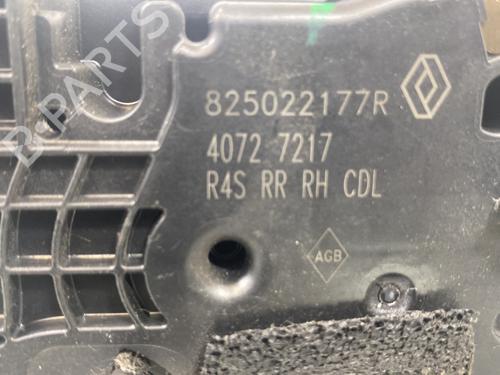 B-PARTS
825022177R
4072 7217
R4S RR RH CDL
AGB